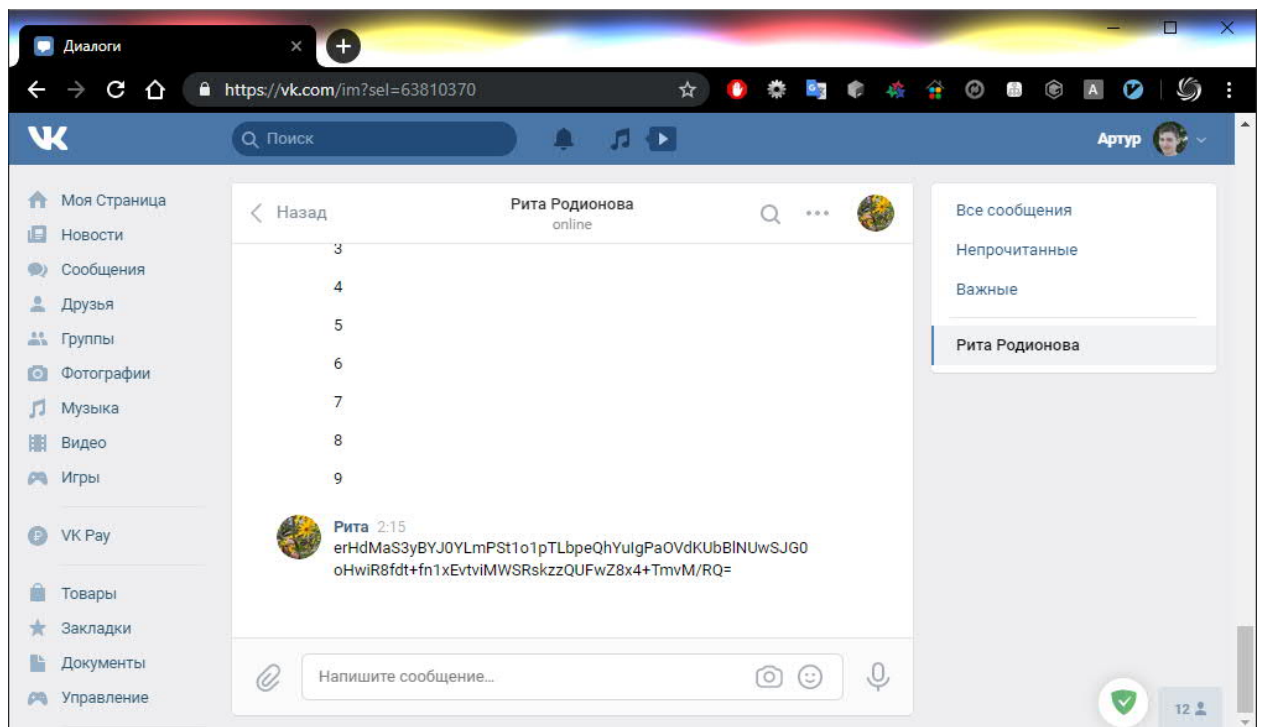 Диалоги
https://vk.com/im?sel=63810370
Поиск
Артур
Моя Страница
Новости
Сообщения
Друзья
Группы
Фотографии
Музыка
Видео
Игры
VK Pay
Товары
Закладки
Документы
Управление
Назад
Рита Родионова
online
3
4
5
6
7
8
9
Рита 2:15
erHdMaS3yBYJ0YLmPSt1o1pTLbpeQhYuIgPaOVdKUbBlNUwSJG0
oHwiR8fdt+fn1xEvtviMWSRskzzQUFwZ8x4+TmvM/RQ=
Напишите сообщение...
Все сообщения
Непрочитанные
Важные
Рита Родионова
12